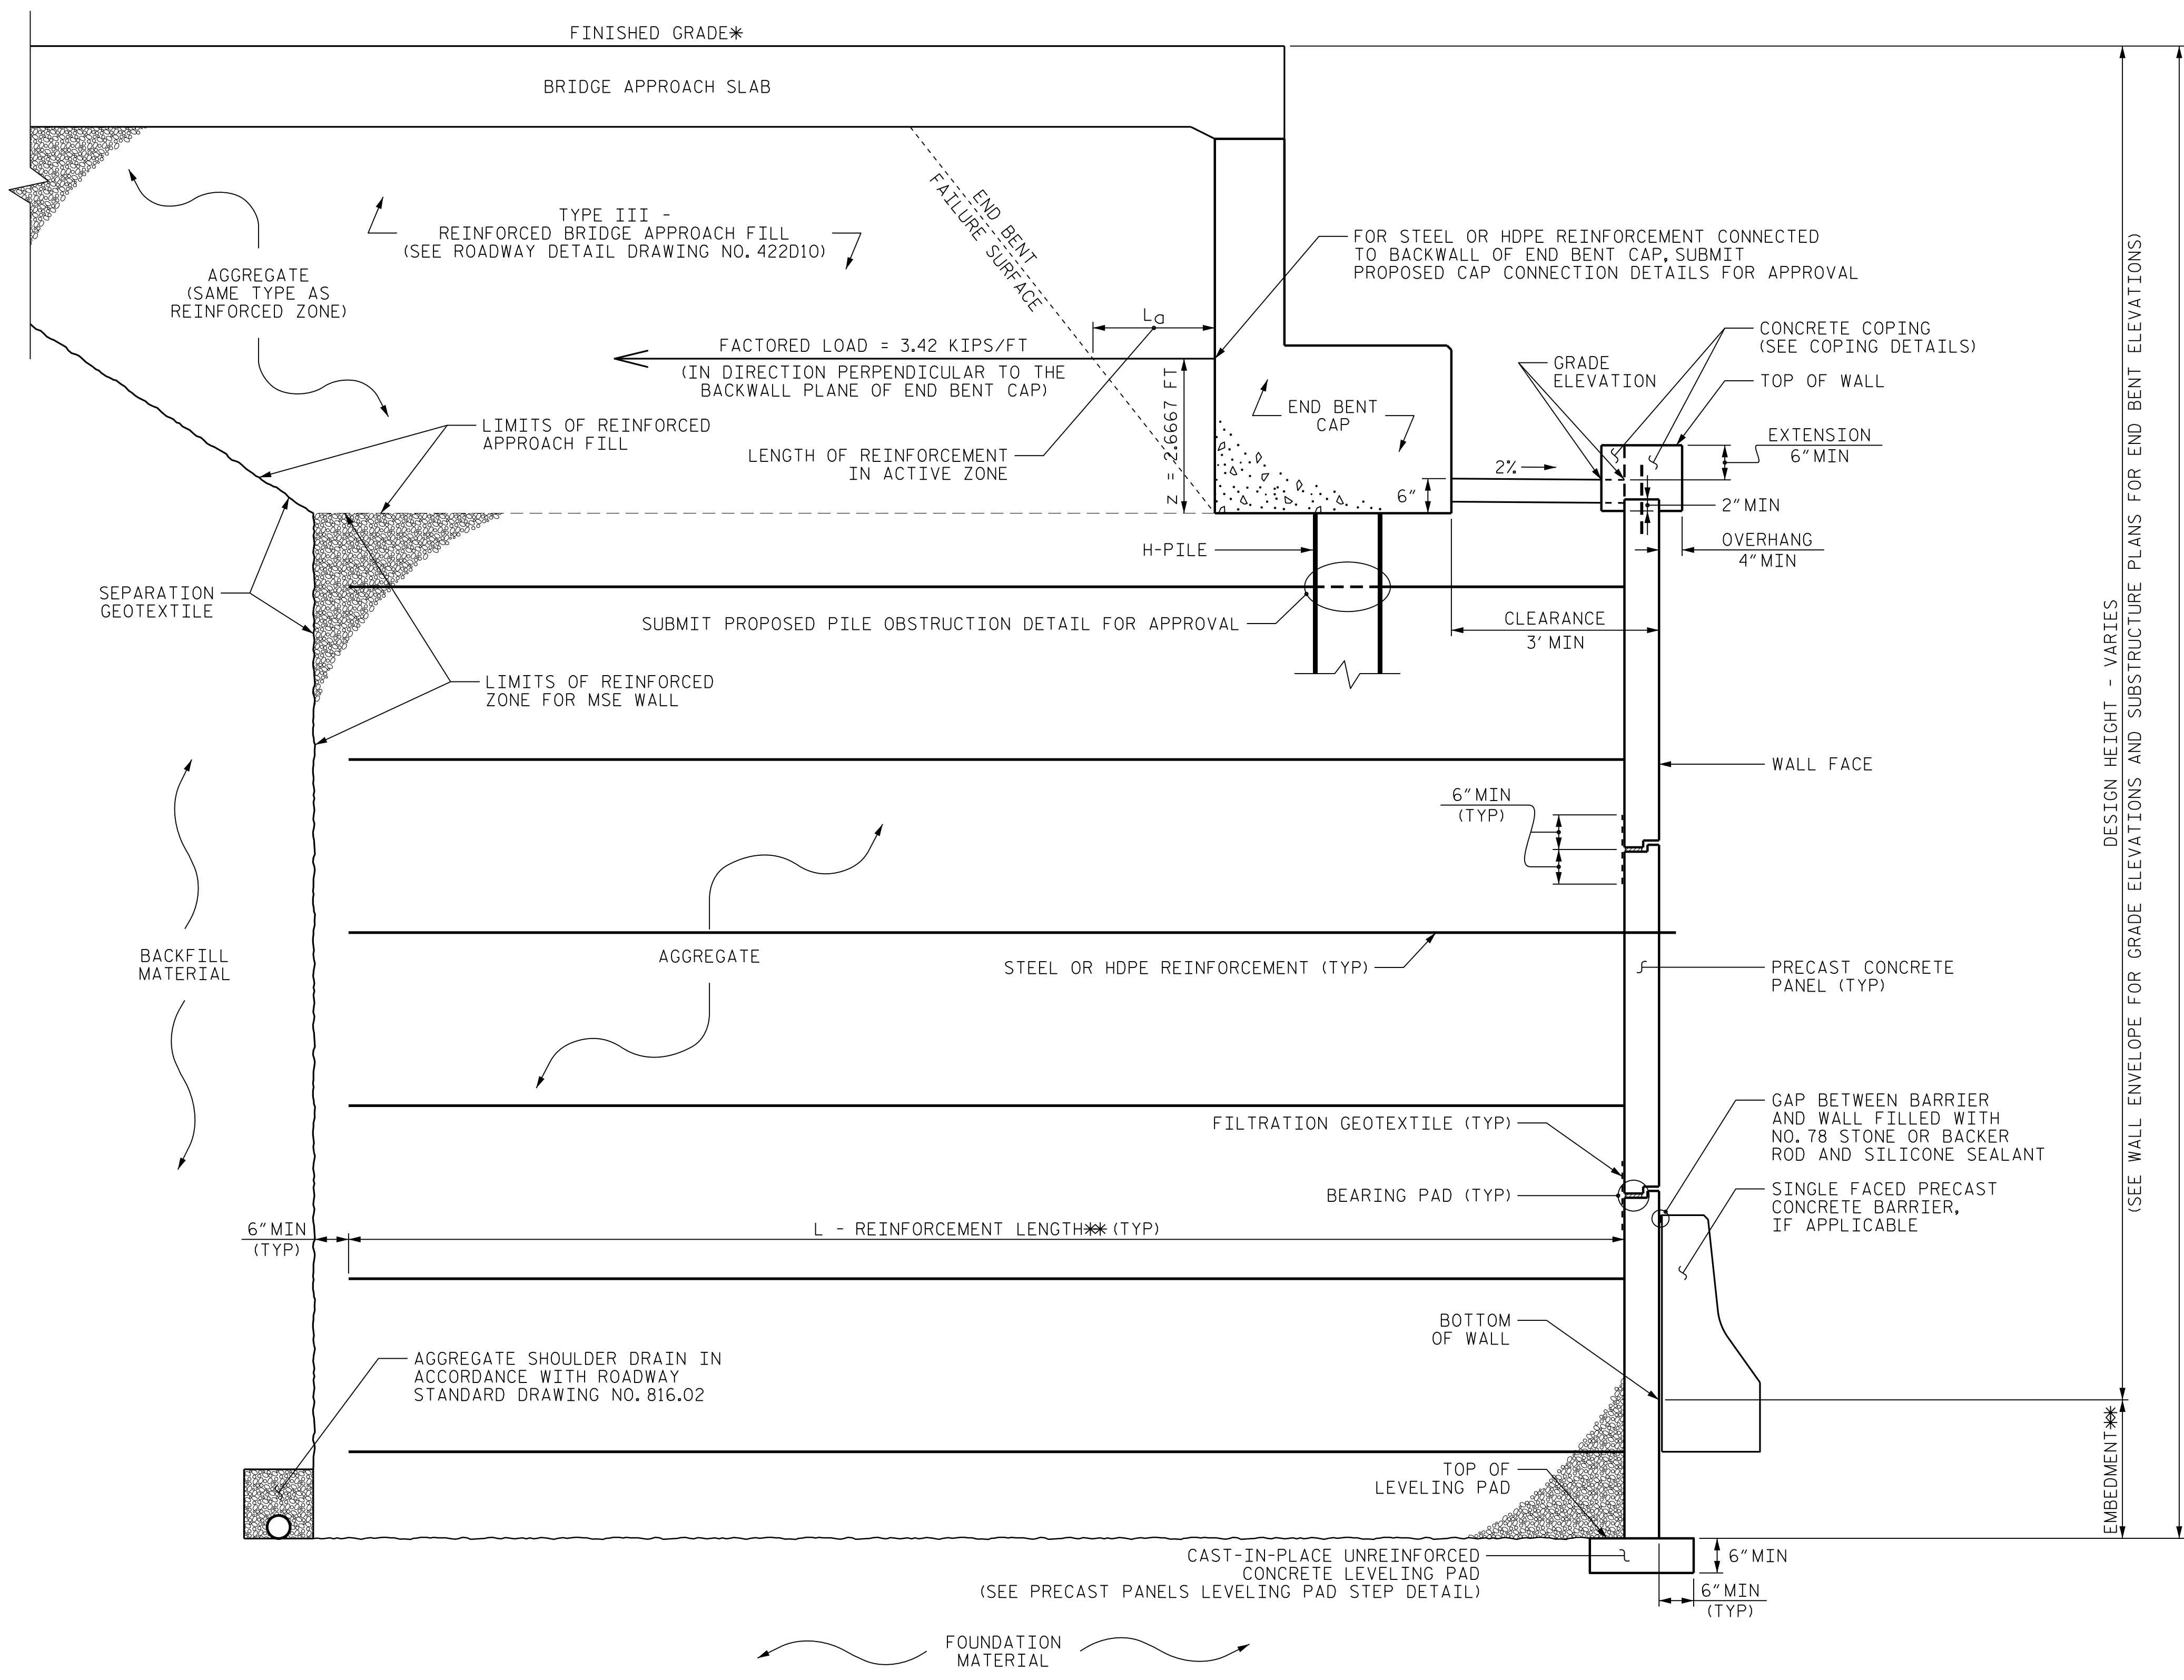 FINISHED GRADE*
BRIDGE APPROACH SLAB
TYPE III -
REINFORCED BRIDGE APPROACH FILL
(SEE ROADWAY DETAIL DRAWING NO. 422D10)
END BENT
FAILURE SURFACE
AGGREGATE
(SAME TYPE AS
REINFORCED ZONE)
FOR STEEL OR HDPE REINFORCEMENT CONNECTED
TO BACKWALL OF END BENT CAP, SUBMIT
PROPOSED CAP CONNECTION DETAILS FOR APPROVAL
La
FACTORED LOAD = 3.42 KIPS/FT
(IN DIRECTION PERPENDICULAR TO THE
BACKWALL PLANE OF END BENT CAP)
z = 2.6667 FT
LENGTH OF REINFORCEMENT
IN ACTIVE ZONE
END BENT
CAP
CONCRETE COPING
(SEE COPING DETAILS)
GRADE
ELEVATION
TOP OF WALL
EXTENSION
6" MIN
2%
6"
2" MIN
OVERHANG
4" MIN
LIMITS OF REINFORCED
APPROACH FILL
H-PILE
SEPARATION
GEOTEXTILE
SUBMIT PROPOSED PILE OBSTRUCTION DETAIL FOR APPROVAL
CLEARANCE
3' MIN
LIMITS OF REINFORCED
ZONE FOR MSE WALL
WALL FACE
6" MIN
(TYP)
DESIGN HEIGHT - VARIES
(SEE WALL ENVELOPE FOR GRADE ELEVATIONS AND SUBSTRUCTURE PLANS FOR END BENT ELEVATIONS)
BACKFILL
MATERIAL
AGGREGATE
STEEL OR HDPE REINFORCEMENT (TYP)
PRECAST CONCRETE
PANEL (TYP)
FILTRATION GEOTEXTILE (TYP)
GAP BETWEEN BARRIER
AND WALL FILLED WITH
NO. 78 STONE OR BACKER
ROD AND SILICONE SEALANT
BEARING PAD (TYP)
SINGLE FACED PRECAST
CONCRETE BARRIER,
IF APPLICABLE
6" MIN
(TYP)
L - REINFORCEMENT LENGTH** (TYP)
BOTTOM
OF WALL
AGGREGATE SHOULDER DRAIN IN
ACCORDANCE WITH ROADWAY
STANDARD DRAWING NO. 816.02
EMBEDMENT**
TOP OF
LEVELING PAD
CAST-IN-PLACE UNREINFORCED
CONCRETE LEVELING PAD
(SEE PRECAST PANELS LEVELING PAD STEP DETAIL)
6" MIN
6" MIN
(TYP)
FOUNDATION
MATERIAL